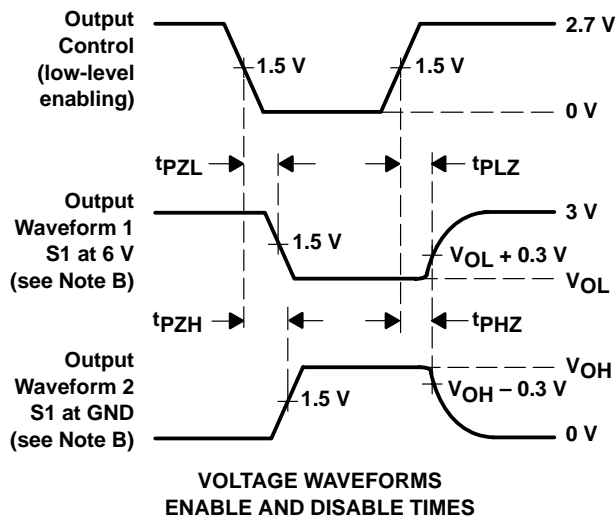 Output
Control
(low-level
enabling)
1.5 V
1.5 V
2.7 V
0 V
tPZL
tPLZ
Output
Waveform 1
S1 at 6 V
(see Note B)
1.5 V
3 V
VOL + 0.3 V
VOL
tPZH
tPHZ
Output
Waveform 2
S1 at GND
(see Note B)
1.5 V
VOH
VOH – 0.3 V
0 V
VOLTAGE WAVEFORMS
ENABLE AND DISABLE TIMES